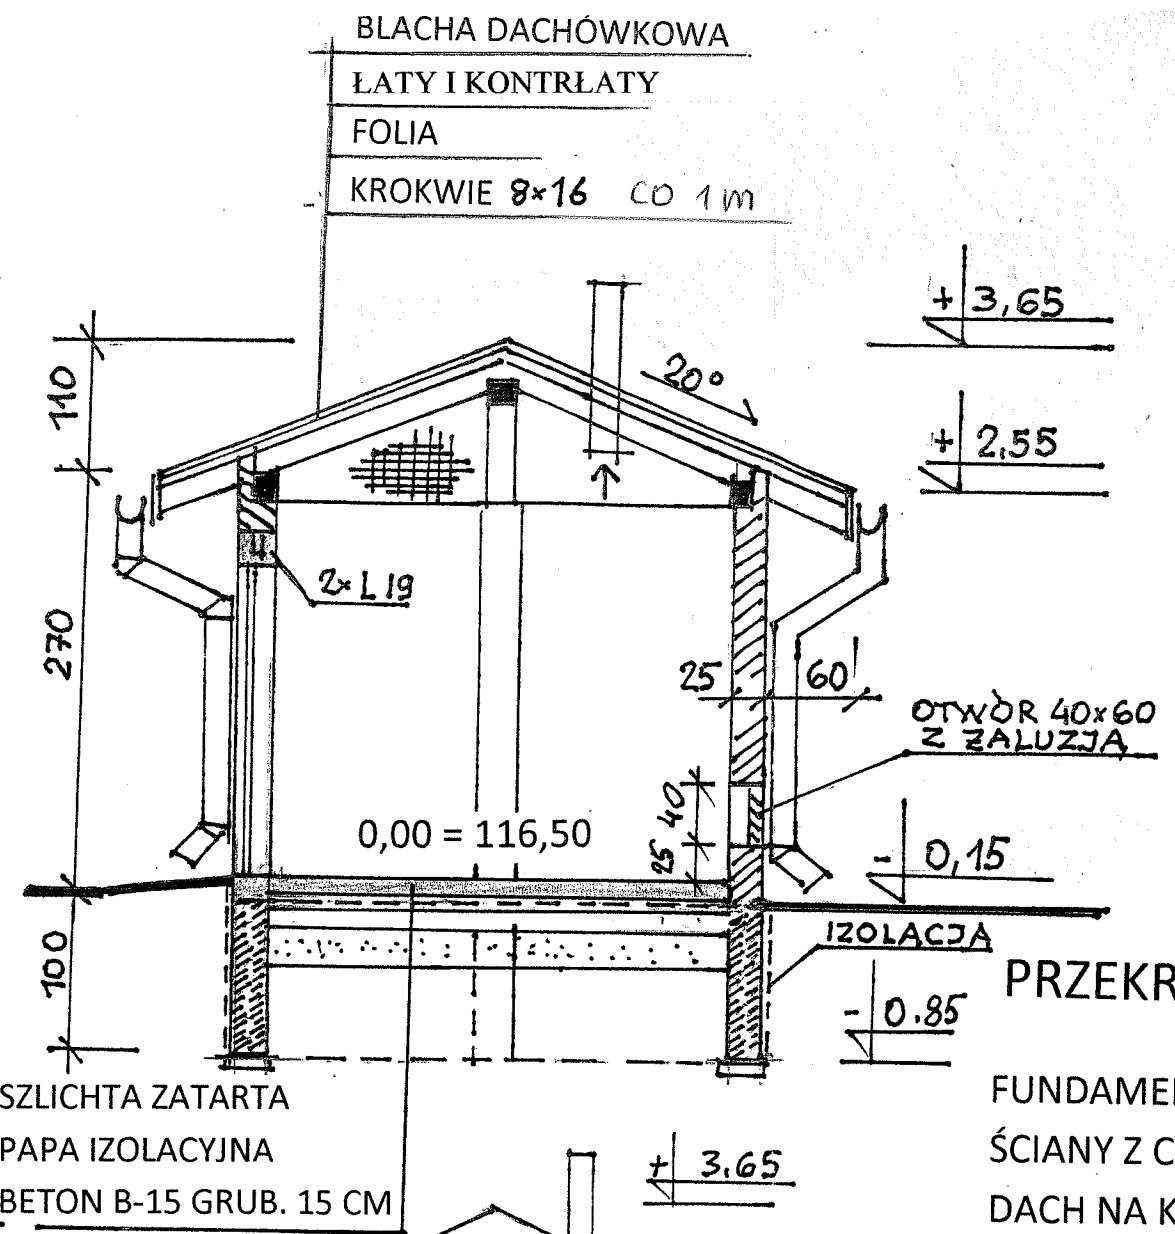 BLACHA DACHÓWKOWA
ŁATY I KONTRŁATY
FOLIA
KROKWIE 8×16 CO 1 m
+ 3,65
20°
110
+ 2.55
2×L19
270
25 60
OTWÓR 40×60
Z ŻALUZJĄ
40
0,00 = 116,50
25
- 0,15
IZOLACJA
100
PRZEKR
- 0.85
SZLICHTA ZATARTA
FUNDAME
PAPA IZOLACYJNA
ŚCIANY Z C
+ 3.65
BETON B-15 GRUB. 15 CM
DACH NA K